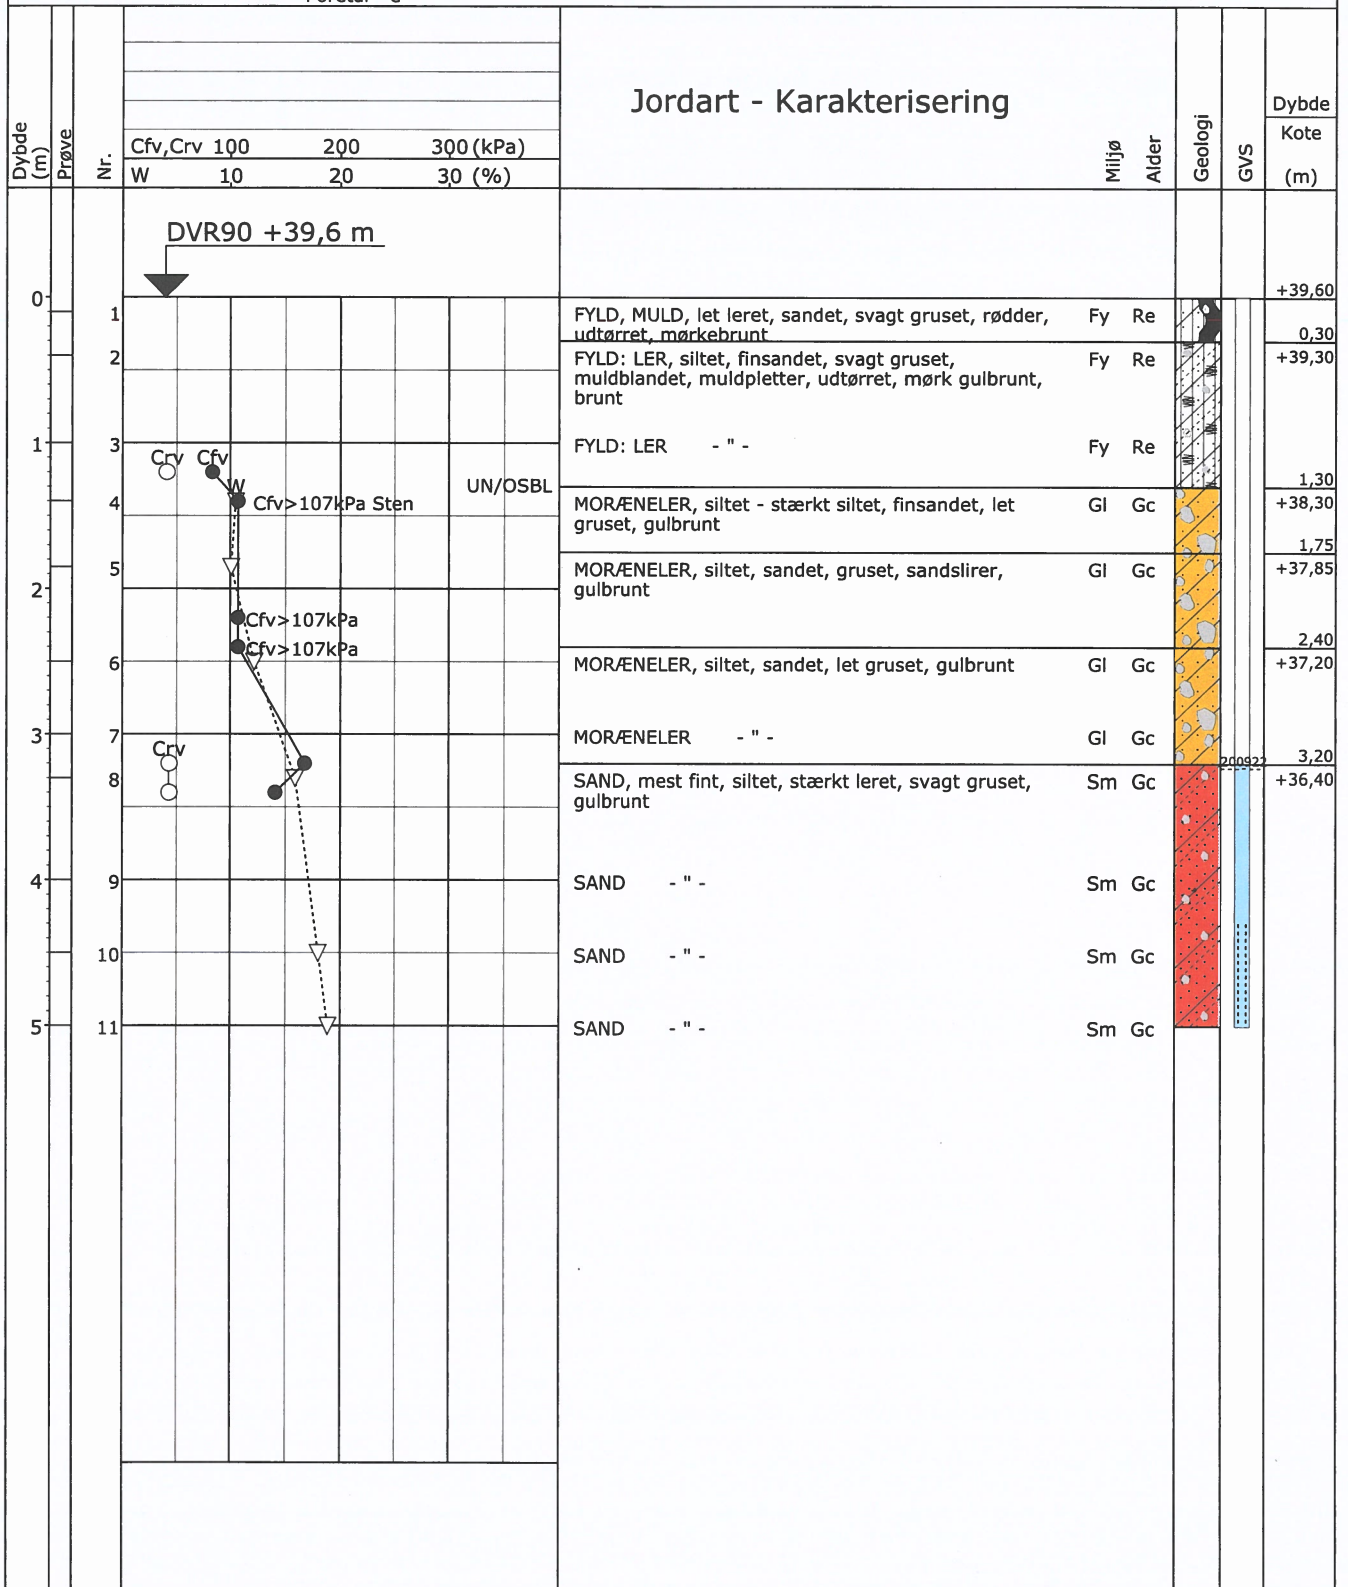 Jordart - Karakterisering
Dybde (m)
Prøve
Nr.
Cfv,Crv 100 200 300 (kPa)
W 10 20 30 (%)
Miljø
Alder
Geologi
GVS
Dybde
Kote
(m)
DVR90 +39,6 m
+39,60
0
1 FYLD, MULD, let leret, sandet, svagt gruset, rødder, Fy Re
udtørret, mørkebrunt 0,30
2 FYLD: LER, siltet, finsandet, svagt gruset, Fy Re +39,30
muldblandet, muldpletter, udtørret, mørk gulbrunt,
brunt
1 3 FYLD: LER - " - Fy Re
Crv Cfv
1,30
W UN/OSBL
4 Cfv>107kPa Sten MORÆNELER, siltet - stærkt siltet, finsandet, let Gl Gc +38,30
gruset, gulbrunt
1,75
5 MORÆNELER, siltet, sandet, gruset, sandslirer, Gl Gc +37,85
2 gulbrunt
Cfv>107kPa
2,40
Cfv>107kPa
6 MORÆNELER, siltet, sandet, let gruset, gulbrunt Gl Gc +37,20
3 7 MORÆNELER - " - Gl Gc
Crv
3,20
200922
8 SAND, mest fint, siltet, stærkt leret, svagt gruset, Sm Gc +36,40
gulbrunt
4 9 SAND - " - Sm Gc
10 SAND - " - Sm Gc
5 11 SAND - " - Sm Gc